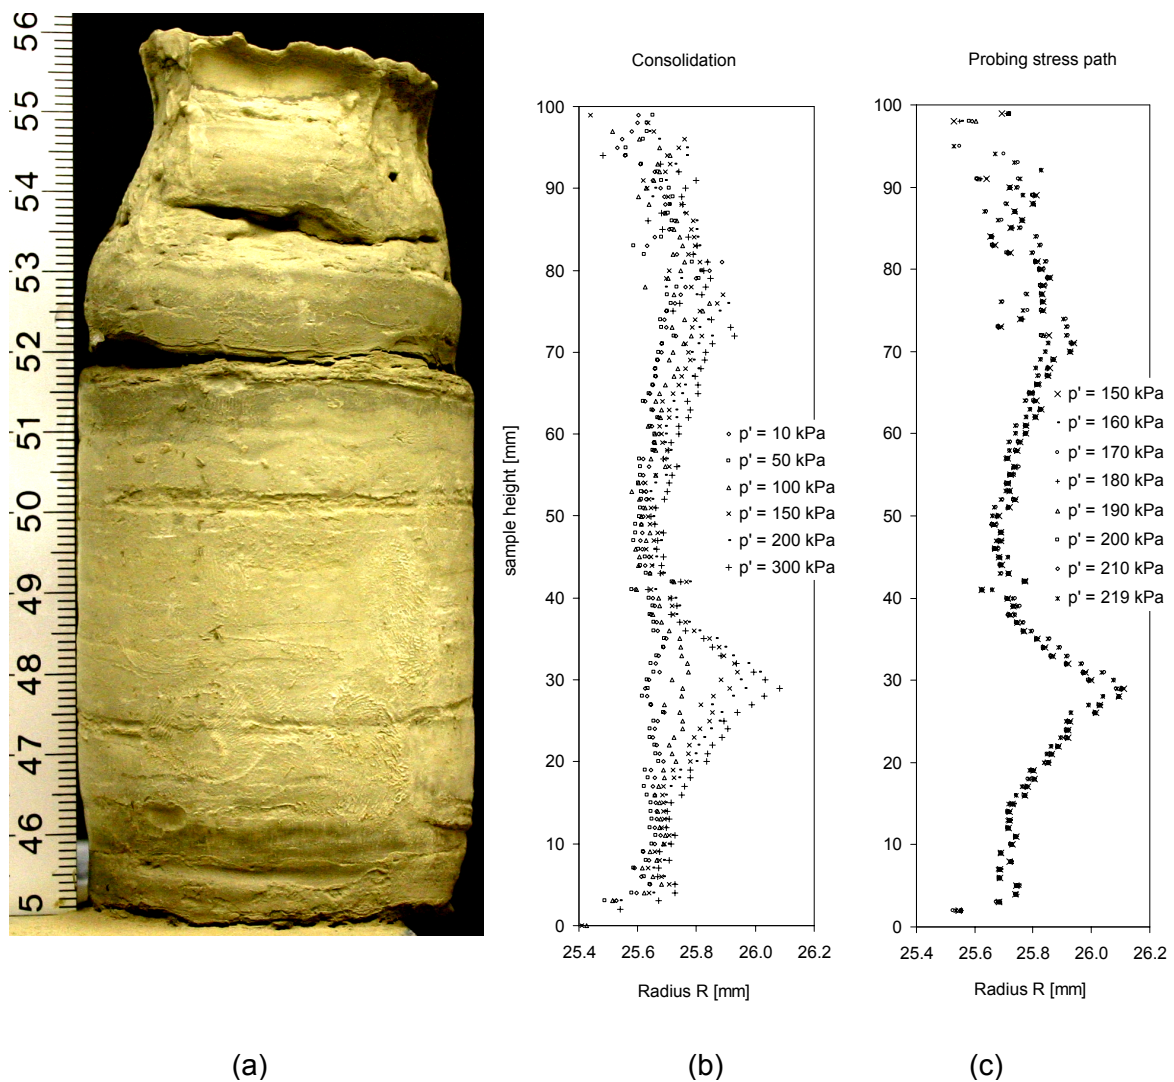 56
55
54
53
52
51
50
49
48
47
46
5
Consolidation
100
90
80
70
60
50
40
30
20
10
0
sample height [mm]
p' = 10 kPa
p' = 50 kPa
p' = 100 kPa
p' = 150 kPa
p' = 200 kPa
p' = 300 kPa
25.4 25.6 25.8 26.0 26.2
Radius R [mm]
Probing stress path
100
90
80
70
60
50
40
30
20
10
0
p' = 150 kPa
p' = 160 kPa
p' = 170 kPa
p' = 180 kPa
p' = 190 kPa
p' = 200 kPa
p' = 210 kPa
p' = 219 kPa
25.4 25.6 25.8 26.0 26.2
Radius R [mm]
(a) (b) (c)